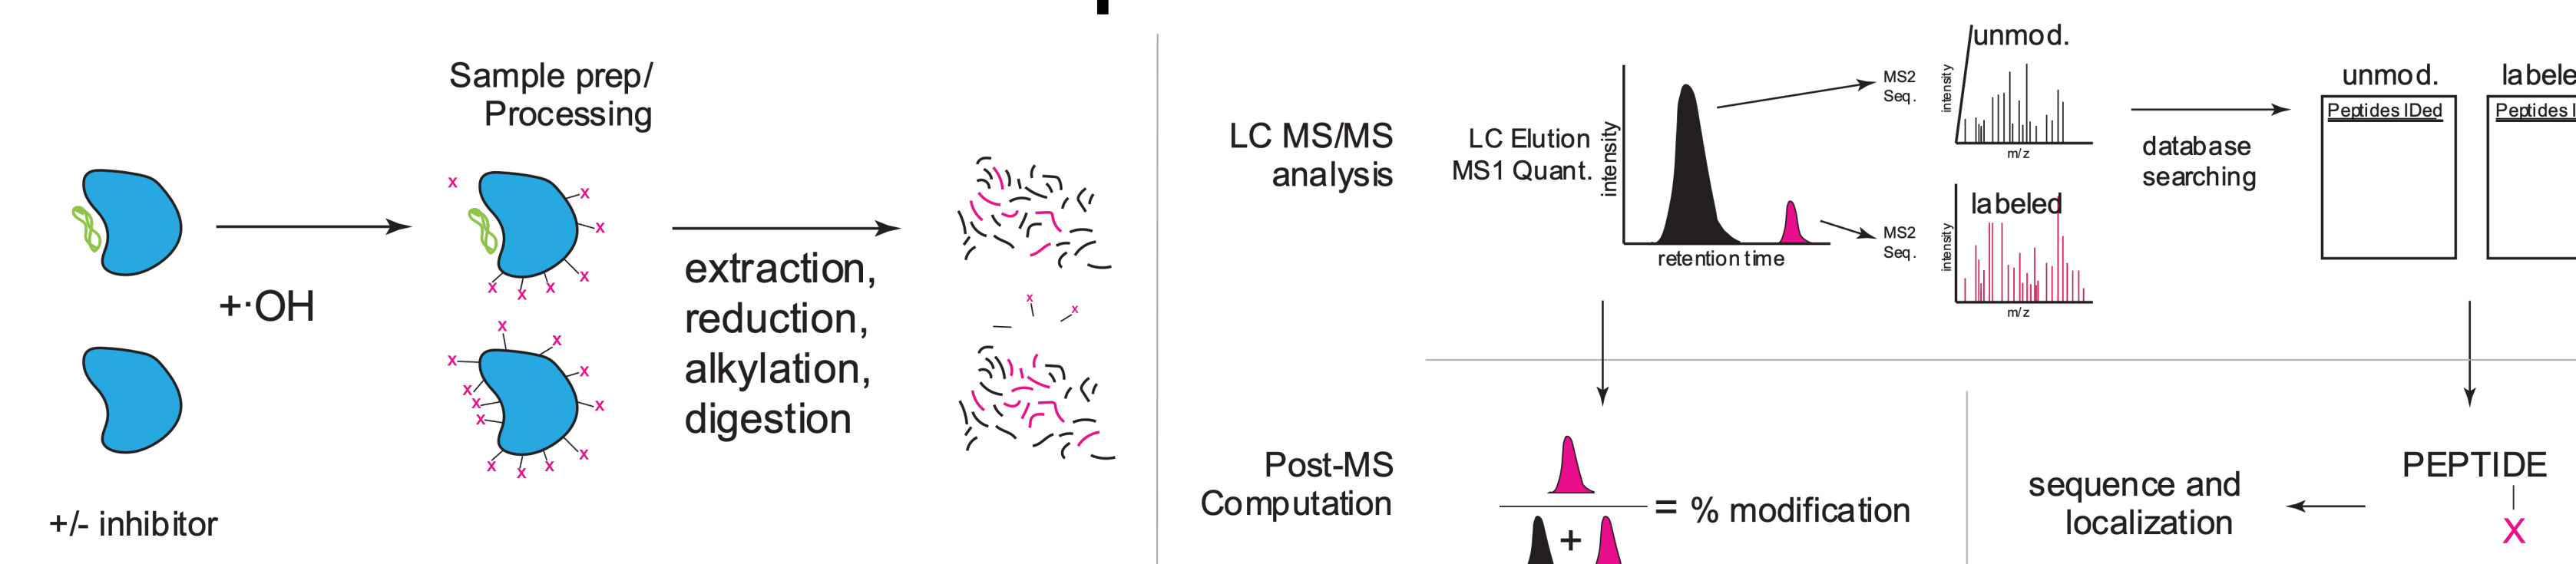 Sample prep/
Processing
x
x
x
x
x
x
x
+·OH
x
x
x
x
x
x
x
x
x
x
x
x
+/- inhibitor
extraction,
reduction,
alkylation,
digestion
x
x
LC MS/MS
analysis
LC Elution
MS1 Quant.
intensity
retention time
MS2
Seq.
MS2
Seq.
unmod.
intensity
m/z
labeled
intensity
m/z
database
searching
unmod.
Peptides IDed
labele
Peptides I
Post-MS
Computation
+
= % modification
sequence and
localization
PEPTIDE
X